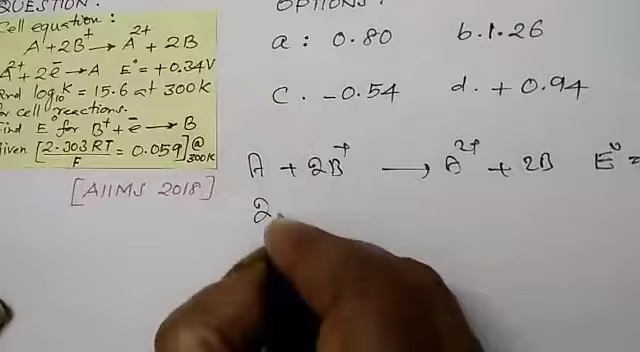 QUESTION:
Cell equation:
A + 2B⁺ → A²⁺ + 2B
A²⁺ + 2e⁻ → A E° = +0.34V
and log₁₀K = 15.6 at 300K
for cell reactions.
Find E° for B⁺ + e⁻ → B
Given [2.303RT/F = 0.059]@300K
[AIIMS 2018]
OPTIONS:
a: 0.80 b. 1.26
c. -0.54 d. +0.94
A + 2B⁺ → A²⁺ + 2B E° =
2